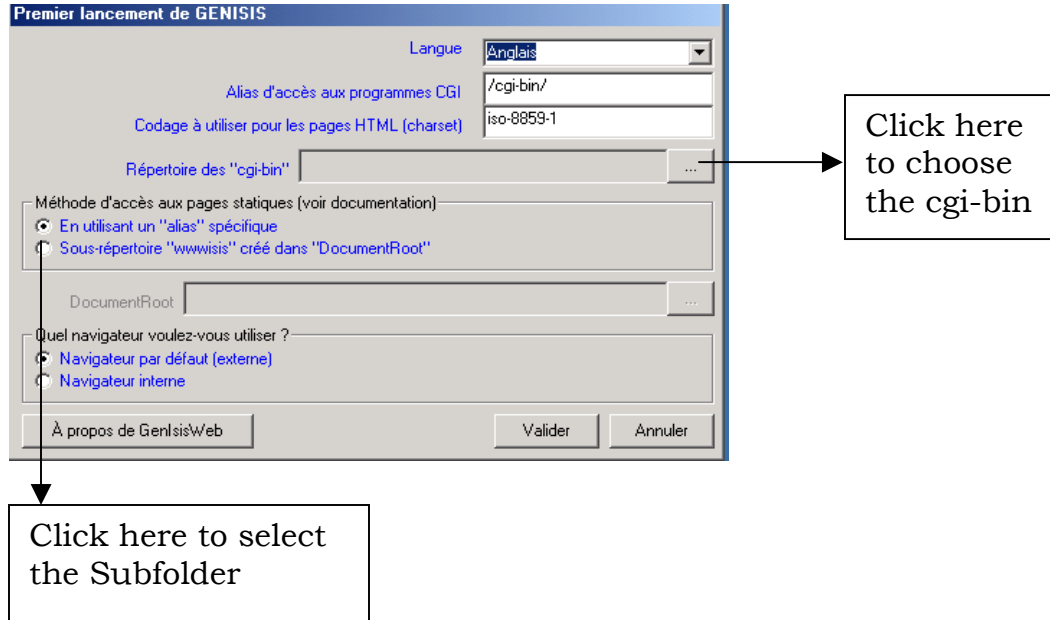 Premier lancement de GENISIS
Langue Anglais
Alias d'accès aux programmes CGI /cgi-bin/
Codage à utiliser pour les pages HTML (charset) iso-8859-1
Répertoire des "cgi-bin" ...
Méthode d'accès aux pages statiques (voir documentation)
En utilisant un "alias" spécifique
Sous-répertoire "wwwisis" créé dans "DocumentRoot"
DocumentRoot ...
Quel navigateur voulez-vous utiliser ?
Navigateur par défaut (externe)
Navigateur interne
À propos de GenIsisWeb Valider Annuler
Click here
to choose
the cgi-bin
Click here to select
the Subfolder